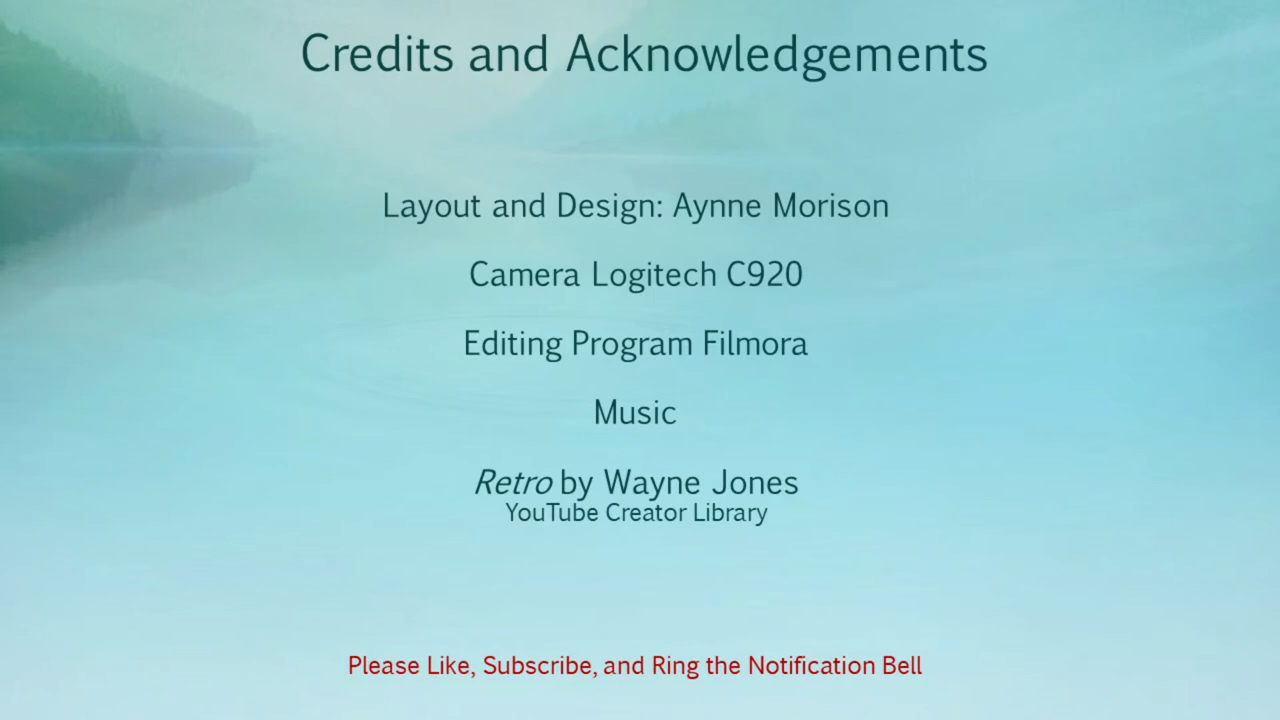 Credits and Acknowledgements
Layout and Design: Aynne Morison
Camera Logitech C920
Editing Program Filmora
Music
Retro by Wayne Jones
YouTube Creator Library
Please Like, Subscribe, and Ring the Notification Bell